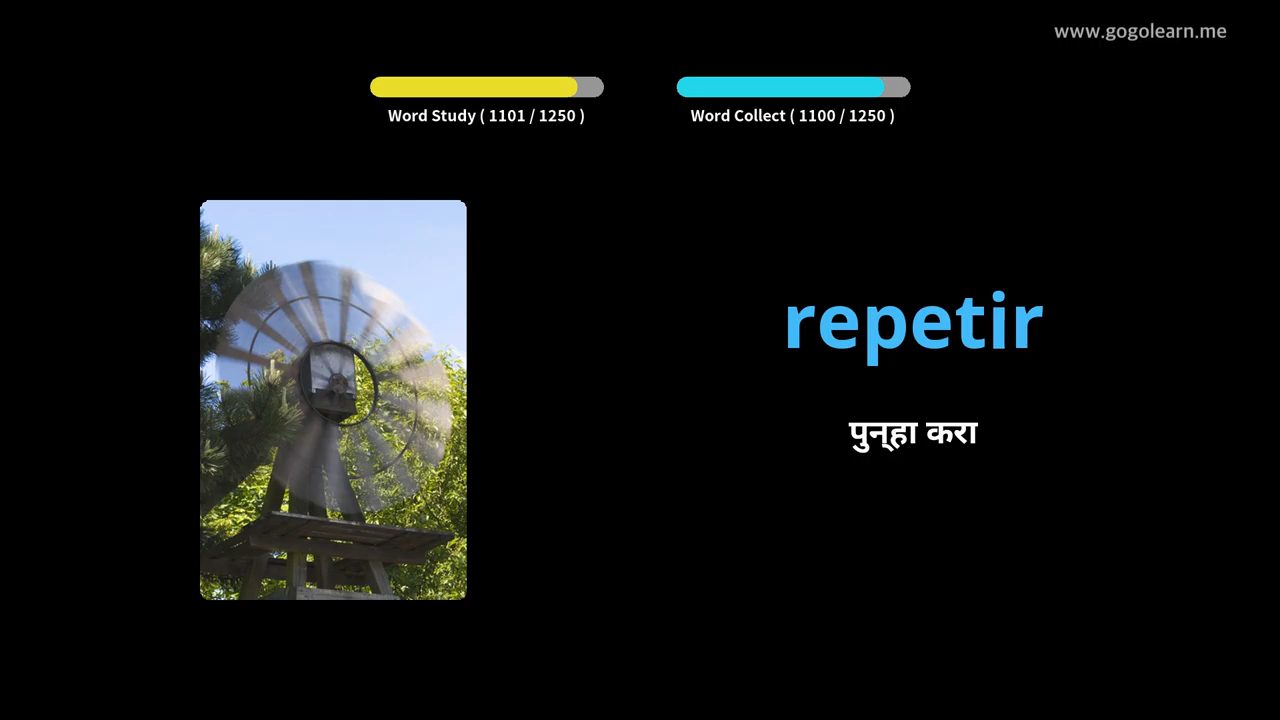 www.gogolearn.me
Word Study ( 1101 / 1250 )
Word Collect ( 1100 / 1250 )
repetir
पुन्हा करा